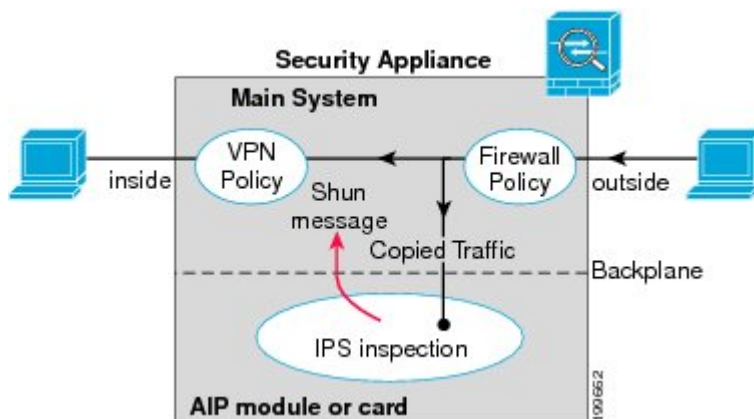 Security Appliance
Main System
VPN
Policy
Firewall
Policy
inside
outside
Shun
message
Copied Traffic
Backplane
IPS inspection
AIP module or card
199662